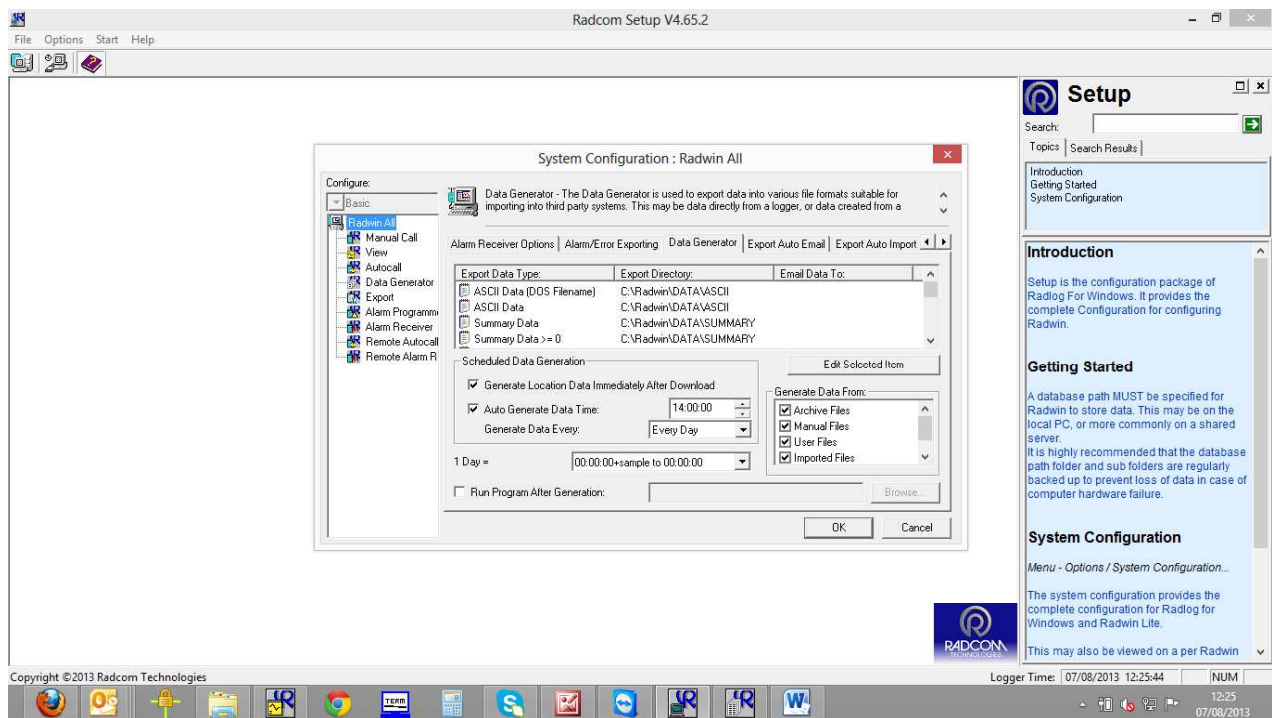 Radcom Setup V4.65.2
File Options Start Help
System Configuration : Radwin All
Configure:
Basic
Radwin All
Manual Call
View
Autocall
Data Generator
Export
Alarm Programm
Alarm Receiver
Remote Autocall
Remote Alarm R
Data Generator - The Data Generator is used to export data into various file formats suitable for
importing into third party systems. This may be data directly from a logger, or data created from a
Alarm Receiver Options Alarm/Error Exporting Data Generator Export Auto Email Export Auto Import
Export Data Type: Export Directory: Email Data To:
ASCII Data (DOS Filename) C:\Radwin\DATA\ASCII
ASCII Data C:\Radwin\DATA\ASCII
Summary Data C:\Radwin\DATA\SUMMARY
Summary Data >= 0 C:\Radwin\DATA\SUMMARY
Scheduled Data Generation
Generate Location Data Immediately After Download
Auto Generate Data Time: 14:00:00
Generate Data Every: Every Day
1 Day = 00:00:00+sample to 00:00:00
Run Program After Generation:
Browse...
Edit Selected Item
Generate Data From:
Archive Files
Manual Files
User Files
Imported Files
OK Cancel
Setup
Search:
Topics Search Results
Introduction
Getting Started
System Configuration
Introduction
Setup is the configuration package of
Radlog For Windows. It provides the
complete Configuration for configuring
Radwin.
Getting Started
A database path MUST be specified for
Radwin to store data. This may be on the
local PC, or more commonly on a shared
server.
It is highly recommended that the database
path folder and sub folders are regularly
backed up to prevent loss of data in case of
computer hardware failure.
System Configuration
Menu - Options / System Configuration...
The system configuration provides the
complete configuration for Radlog for
Windows and Radwin Lite.
This may also be viewed on a per Radwin
RADCOM
TECHNOLOGIES
Copyright ©2013 Radcom Technologies
Logger Time: 07/08/2013 12:25:44 NUM
TERM
12:25
07/08/2013